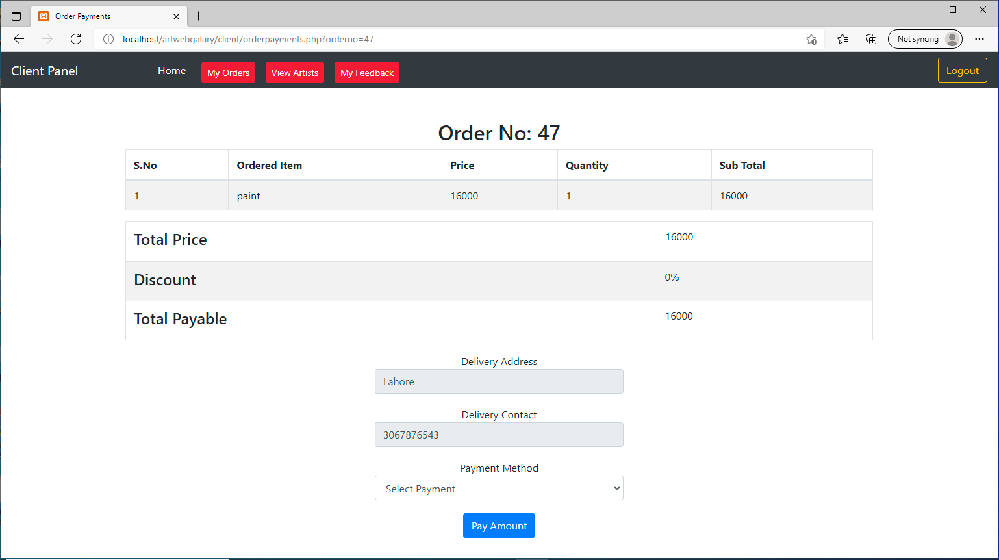 Order Payments
localhost/artwebgalary/client/orderpayments.php?orderno=47
Not syncing
Client Panel Home My Orders View Artists My Feedback Logout
Order No: 47
S.No Ordered Item Price Quantity Sub Total
1 paint 16000 1 16000
Total Price 16000
Discount 0%
Total Payable 16000
Delivery Address
Lahore
Delivery Contact
3067876543
Payment Method
Select Payment
Pay Amount